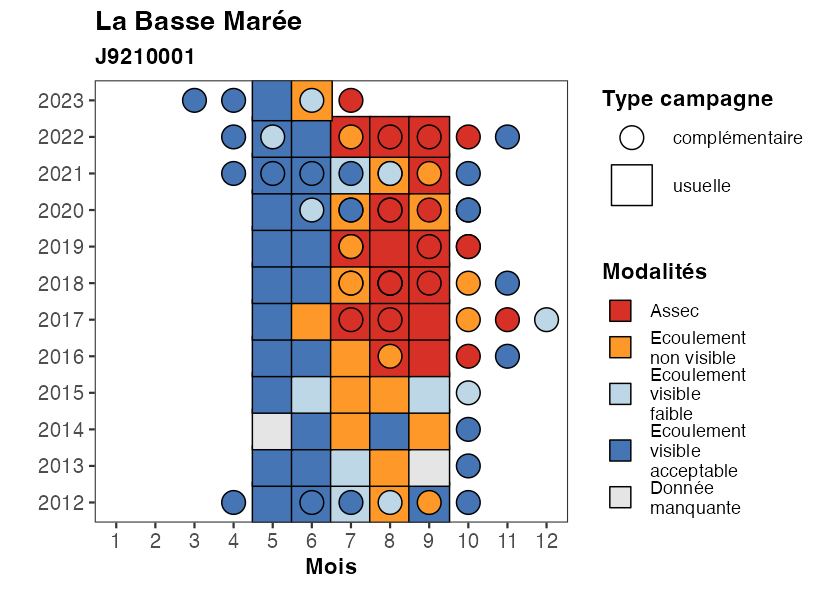 La Basse Marée
J9210001
2023
2022
2021
2020
2019
2018
2017
2016
2015
2014
2013
2012
1 2 3 4 5 6 7 8 9 10 11 12
Mois
Type campagne
complémentaire
usuelle
Modalités
Assec
Ecoulement
non visible
Ecoulement
visible
faible
Ecoulement
visible
acceptable
Donnée
manquante